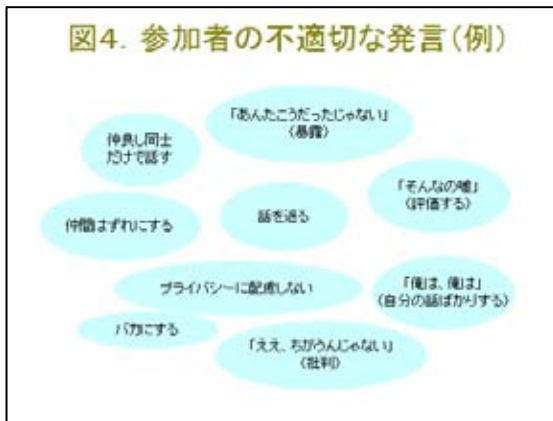 図4. 参加者の不適切な発言(例)
「あんたこうだったじゃない」
(暴露)
仲良し同士
だけで話す
「そんなの嘘」
(評価する)
話を遮る
仲間はずれにする
プライバシーに配慮しない
「俺は、俺は」
(自分の話ばかりする)
バカにする
「ええ、ちがうんじゃない」
(批判)